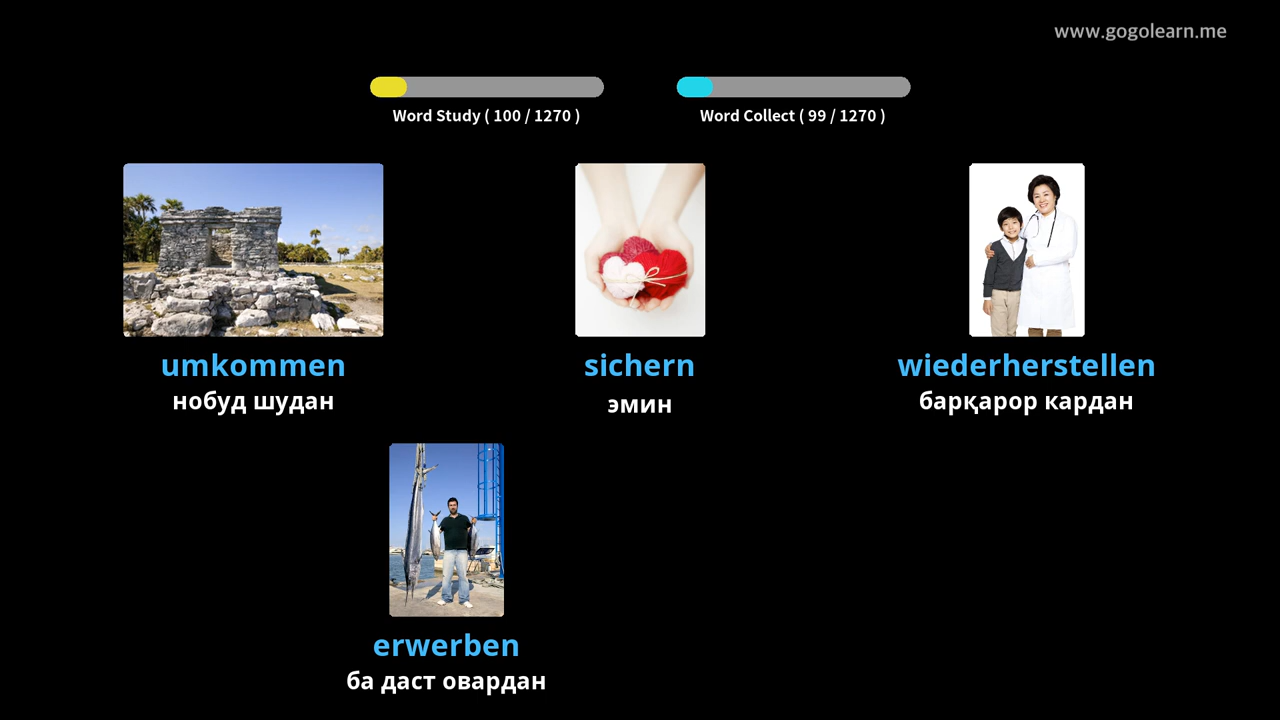 www.gogolearn.me
Word Study ( 100 / 1270 )
Word Collect ( 99 / 1270 )
umkommen
нобуд шудан
sichern
эмин
wiederherstellen
барқарор кардан
erwerben
ба даст овардан